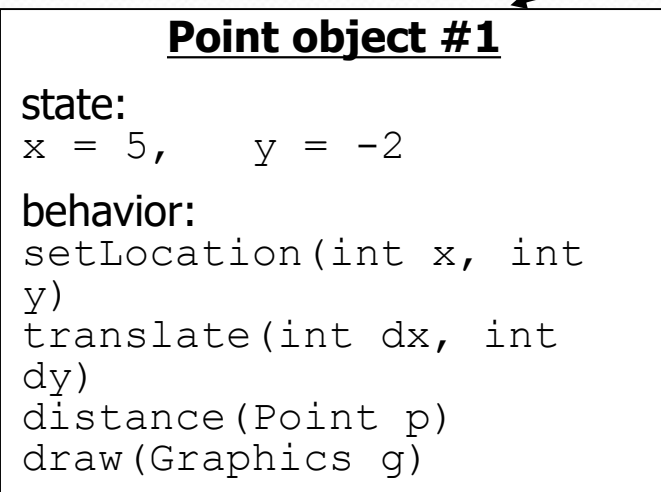 Point object #1
state:
x = 5,   y = -2
behavior:
setLocation(int x, int
y)
translate(int dx, int
dy)
distance(Point p)
draw(Graphics g)